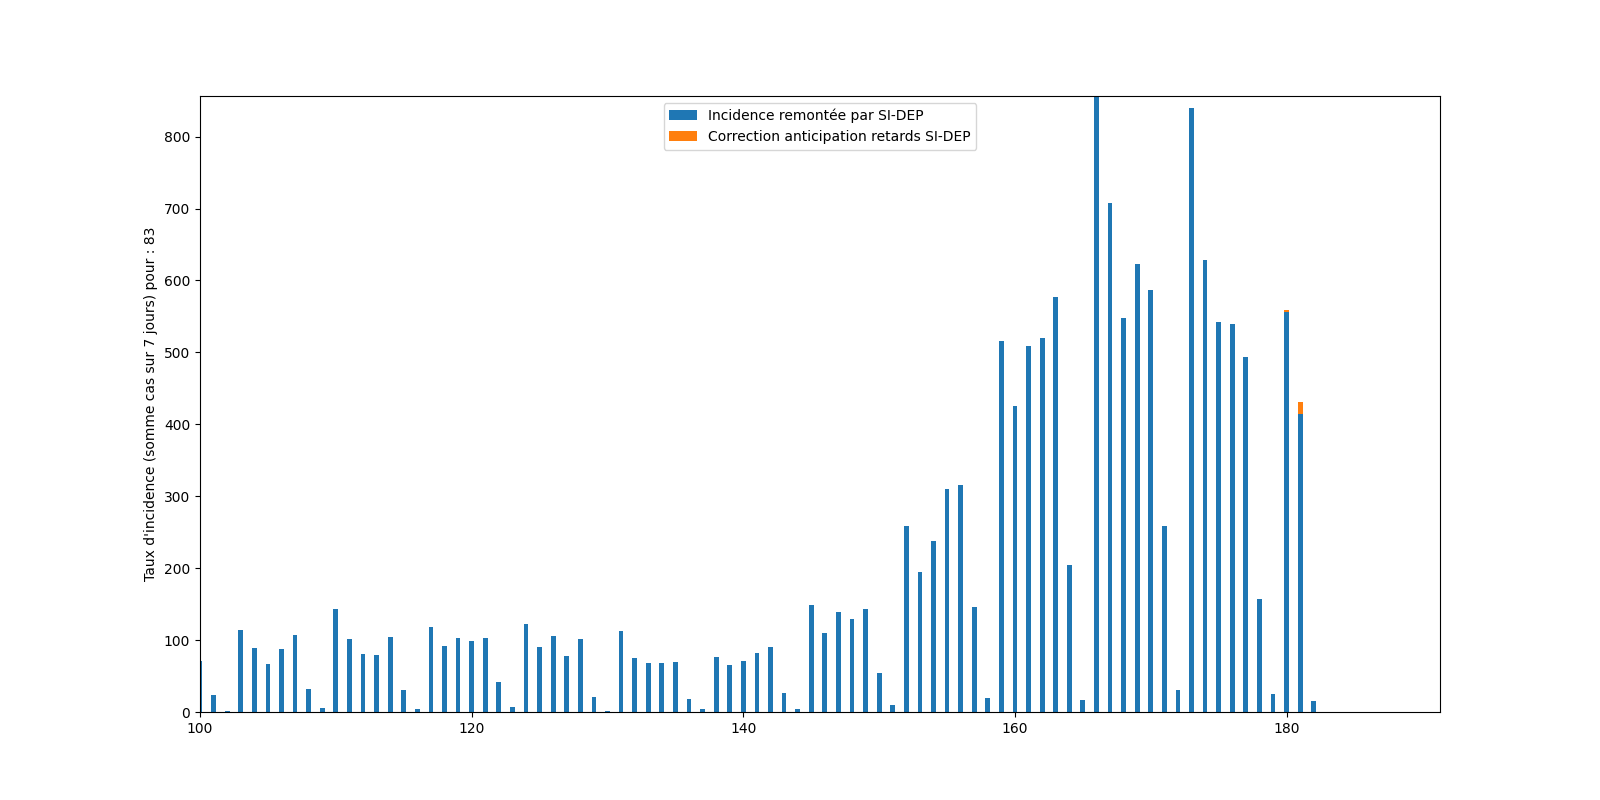 Incidence remontée par SI-DEP
Correction anticipation retards SI-DEP
Taux d'incidence (somme cas sur 7 jours) pour : 83
800
700
600
500
400
300
200
100
0
100 120 140 160 180